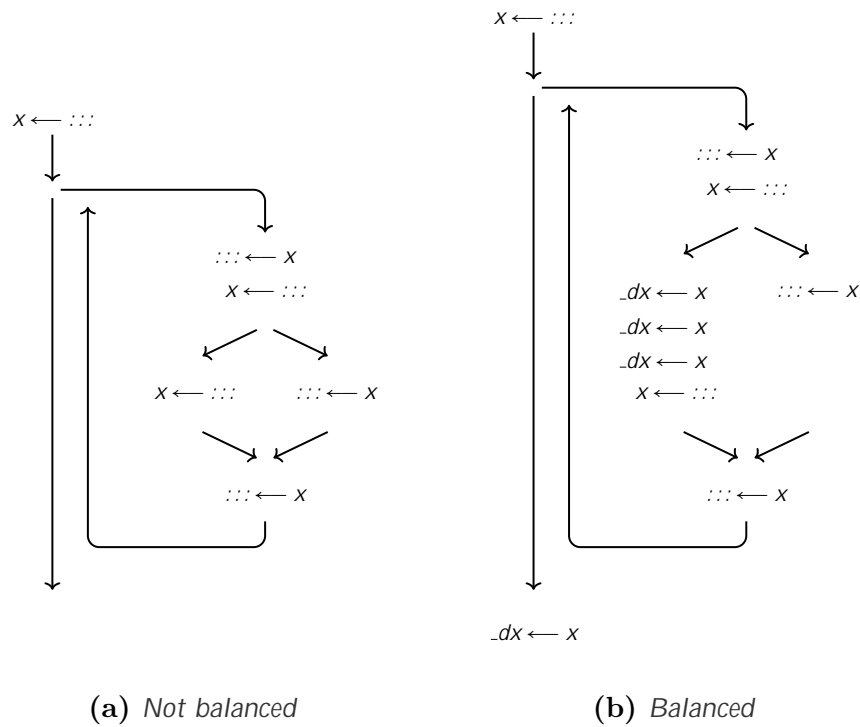 x ← :::
:::← x
x ← :::
x ← :::
:::← x
:::← x
(a) Not balanced
x ← :::
:::← x
x ← :::
_dx ← x
_dx ← x
_dx ← x
x ← :::
:::← x
:::← x
_dx ← x
(b) Balanced